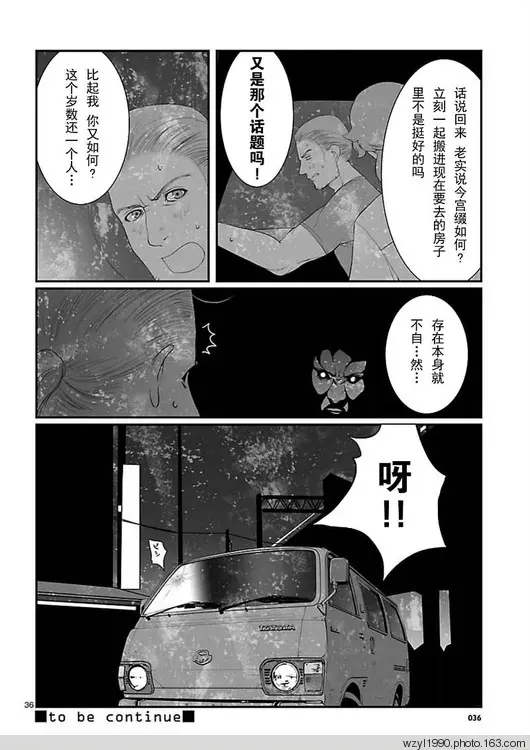 话说回来 老实说今宫缀如何?
立刻一起搬进现在要去的房子
里不是挺好的吗
又是那个话题吗!
比起我 你又如何?
这个岁数还一个人…
存在本身就
不自…然…
呀!!
TOYODA
36
■to be continue■
036
www.wzyl1990.photo.163.com